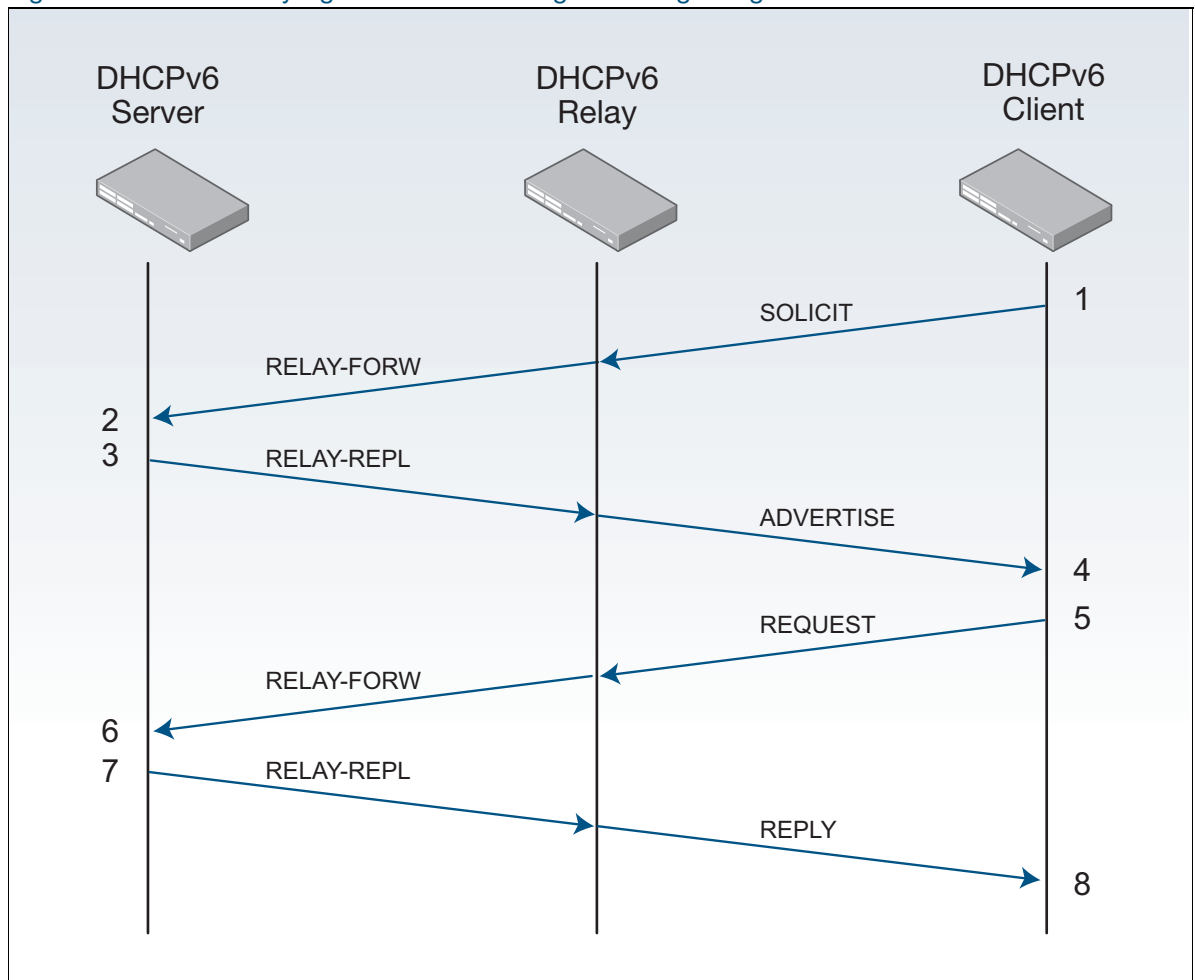 DHCPv6
Server
DHCPv6
Relay
DHCPv6
Client
1
SOLICIT
RELAY-FORW
2
3
RELAY-REPL
ADVERTISE
4
5
REQUEST
RELAY-FORW
6
7
RELAY-REPL
REPLY
8